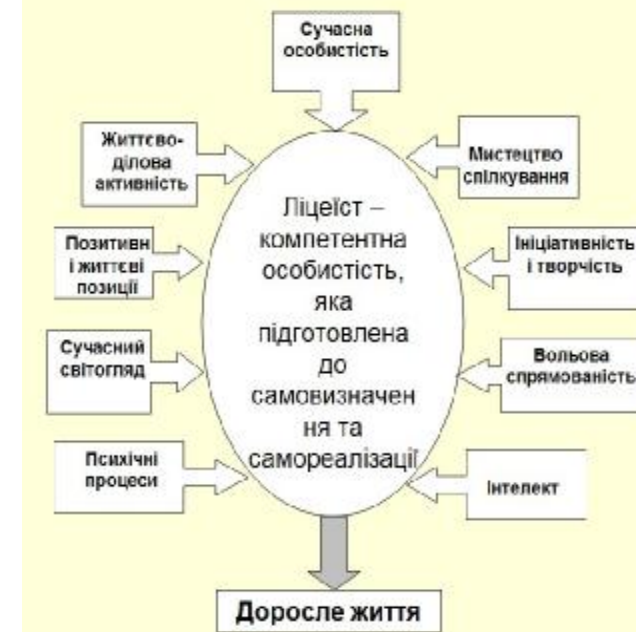 Сучасна
особистість
Життєво-
ділова
активність
Мистецтво
спілкування
Позитивн
і життєві
позиції
Ініціативність
і творчість
Ліцеїст –
компетентна
особистість,
яка
підготовлена
до
самовизначен
ня та
самореалізації
Сучасний
світогляд
Вольова
спрямованість
Психічні
процеси
Інтелект
Доросле життя